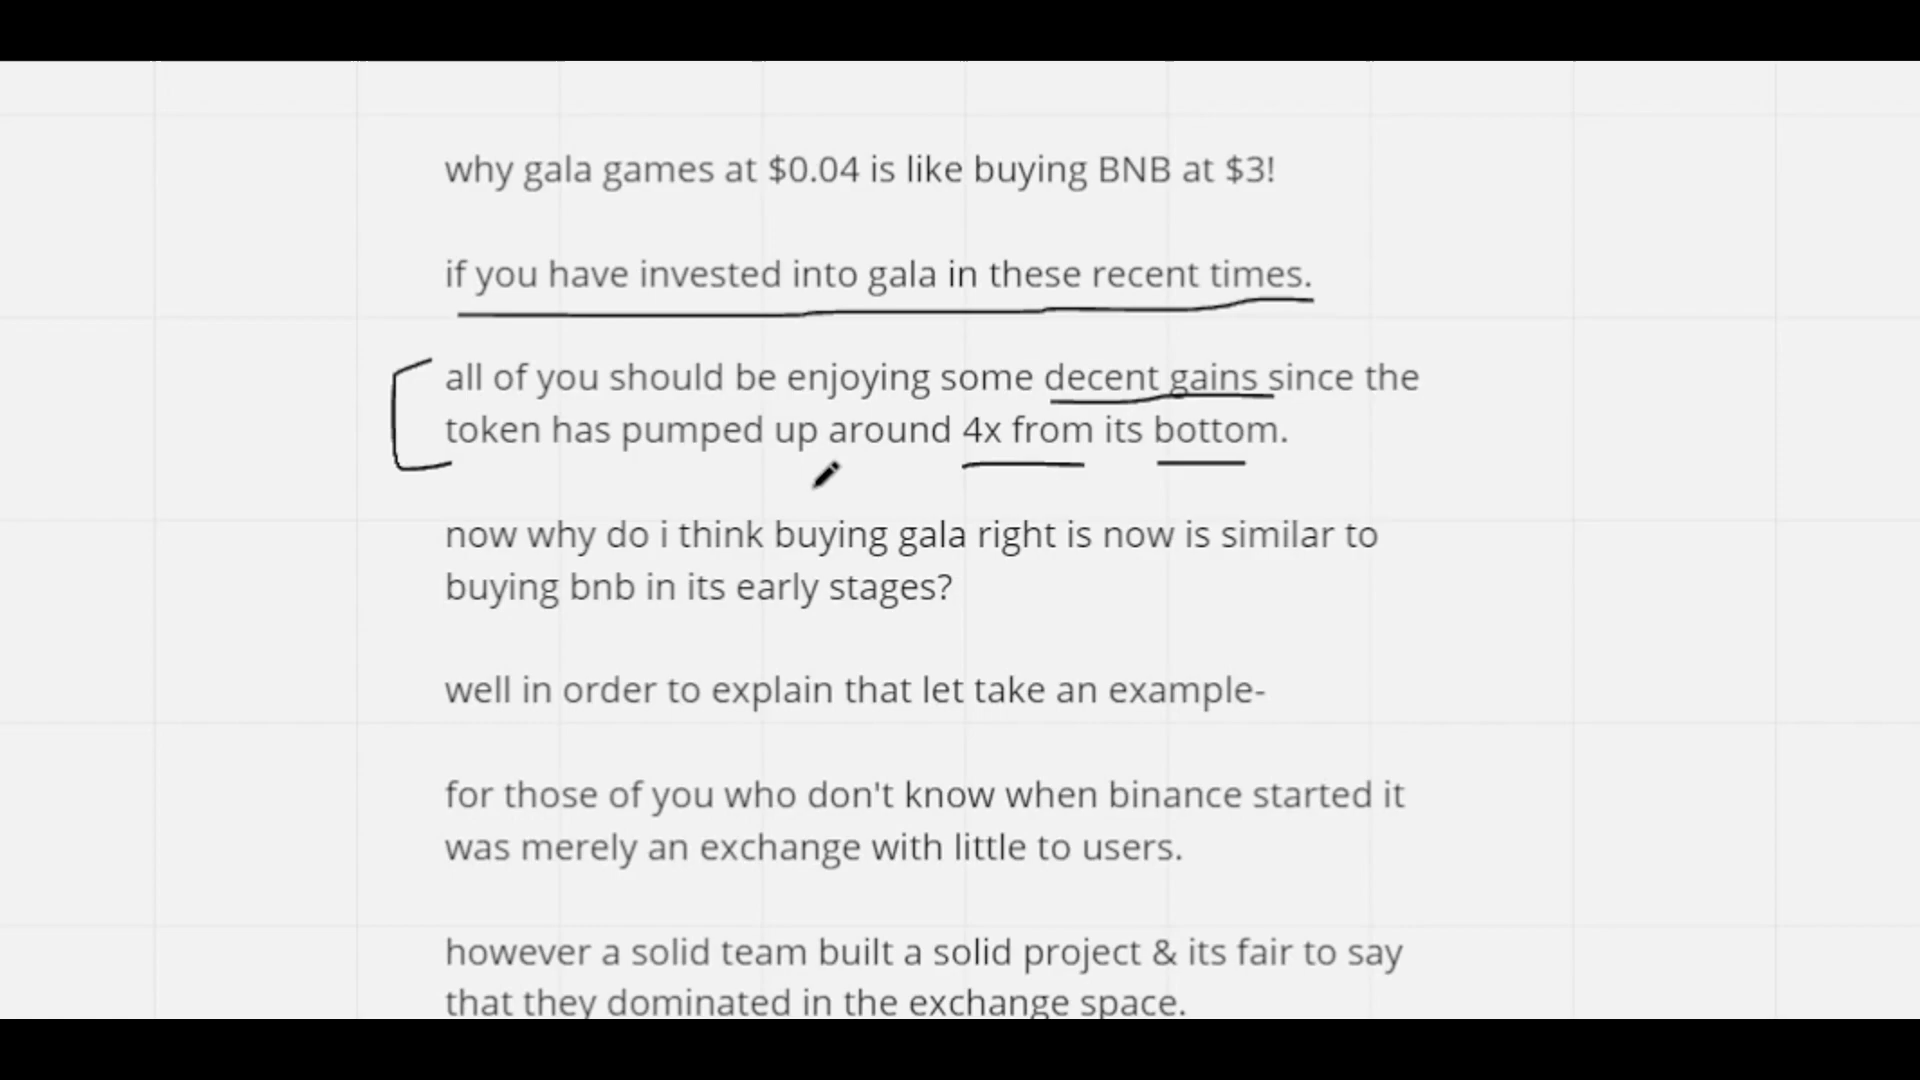 why gala games at $0.04 is like buying BNB at $3!
if you have invested into gala in these recent times.
all of you should be enjoying some decent gains since the
token has pumped up around 4x from its bottom.
now why do i think buying gala right is now is similar to
buying bnb in its early stages?
well in order to explain that let take an example-
for those of you who don't know when binance started it
was merely an exchange with little to users.
however a solid team built a solid project & its fair to say
that they dominated in the exchange space.